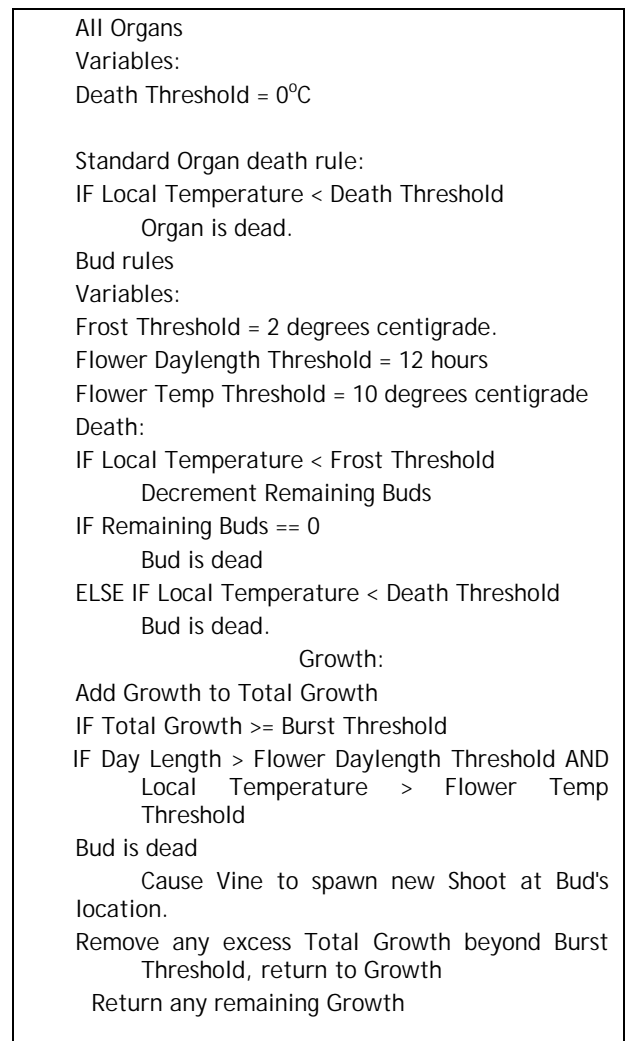 All Organs
Variables:
Death Threshold = 0°C
Standard Organ death rule:
IF Local Temperature < Death Threshold
Organ is dead.
Bud rules
Variables:
Frost Threshold = 2 degrees centigrade.
Flower Daylength Threshold = 12 hours
Flower Temp Threshold = 10 degrees centigrade
Death:
IF Local Temperature < Frost Threshold
Decrement Remaining Buds
IF Remaining Buds == 0
Bud is dead
ELSE IF Local Temperature < Death Threshold
Bud is dead.
Growth:
Add Growth to Total Growth
IF Total Growth >= Burst Threshold
IF Day Length > Flower Daylength Threshold AND
Local Temperature > Flower Temp
Threshold
Bud is dead
Cause Vine to spawn new Shoot at Bud's
location.
Remove any excess Total Growth beyond Burst
Threshold, return to Growth
Return any remaining Growth